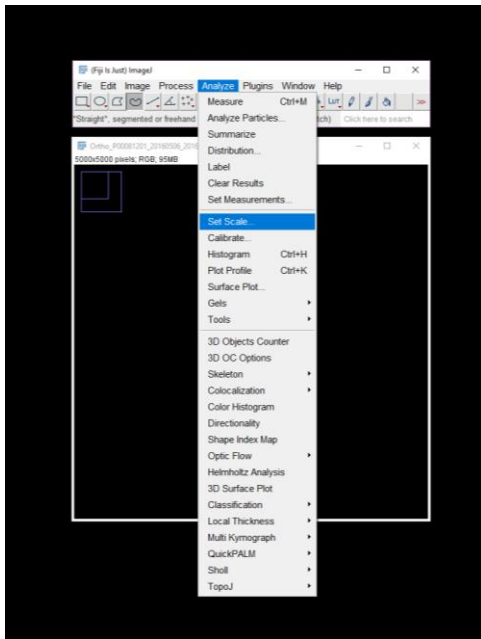 (Fiji Is Just) ImageJ
File Edit Image Process Analyze Plugins Window Help
"Straight", segmented or freehand
tch)
Click here to search
Ortho_P00081201_20160506_2016
5000x5000 pixels; RGB; 95MB
Measure Ctrl+M
Analyze Particles...
Summarize
Distribution...
Label
Clear Results
Set Measurements...
Set Scale...
Calibrate...
Histogram Ctrl+H
Plot Profile Ctrl+K
Surface Plot...
Gels
Tools
3D Objects Counter
3D OC Options
Skeleton
Colocalization
Color Histogram
Directionality
Shape Index Map
Optic Flow
Helmholtz Analysis
3D Surface Plot
Classification
Local Thickness
Multi Kymograph
QuickPALM
Sholl
TopoJ